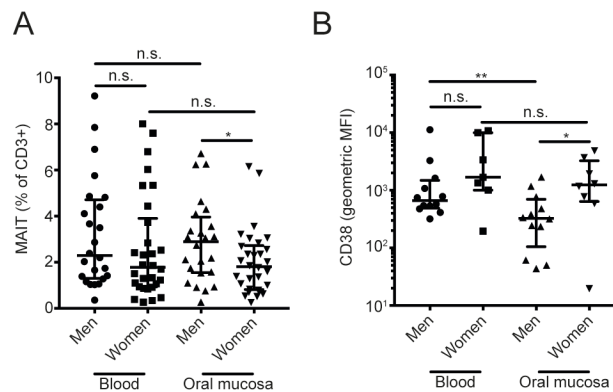 A
n.s.
n.s.
n.s.
*
MAIT (% of CD3+)
10
8
6
4
2
0
Men
Women
Men
Women
Blood
Oral mucosa
B
**
n.s.
n.s.
*
CD38 (geometric MFI)
10⁵
10⁴
10³
10²
10¹
Men
Women
Men
Women
Blood
Oral mucosa